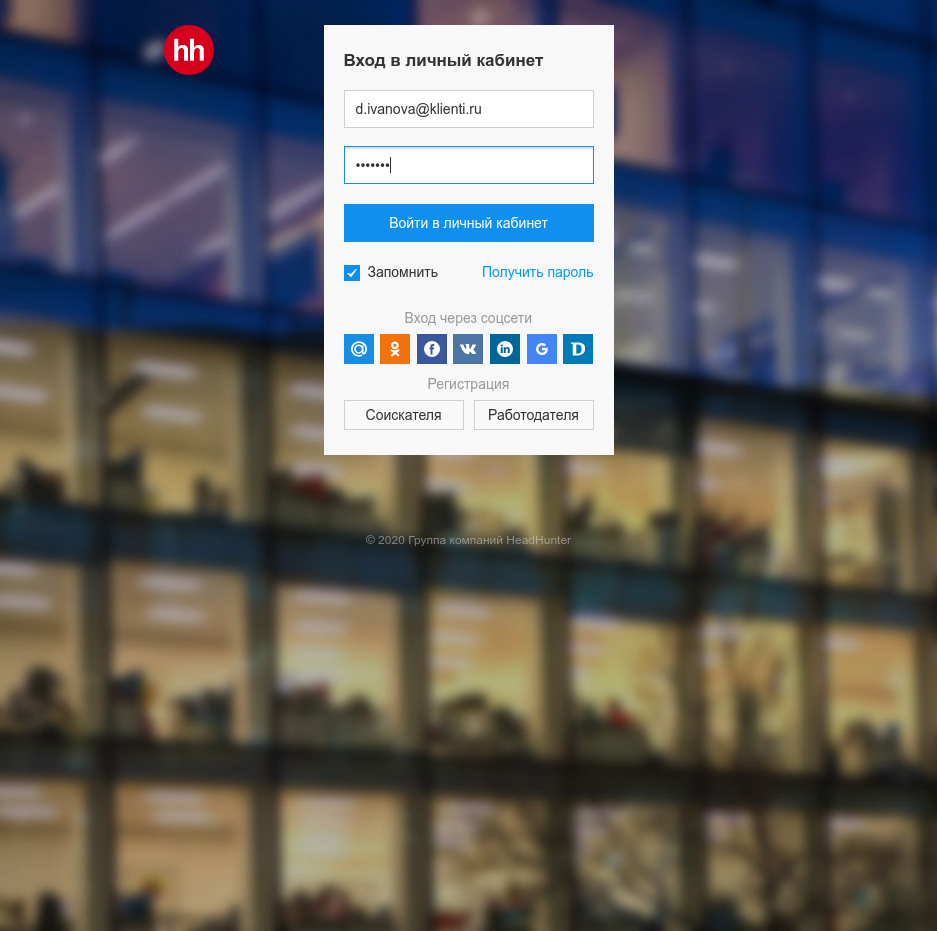 hh
Вход в личный кабинет
d.ivanova@klienti.ru
•••••••
Войти в личный кабинет
Запомнить Получить пароль
Вход через соцсети
Регистрация
Соискателя Работодателя
© 2020 Группа компаний HeadHunter